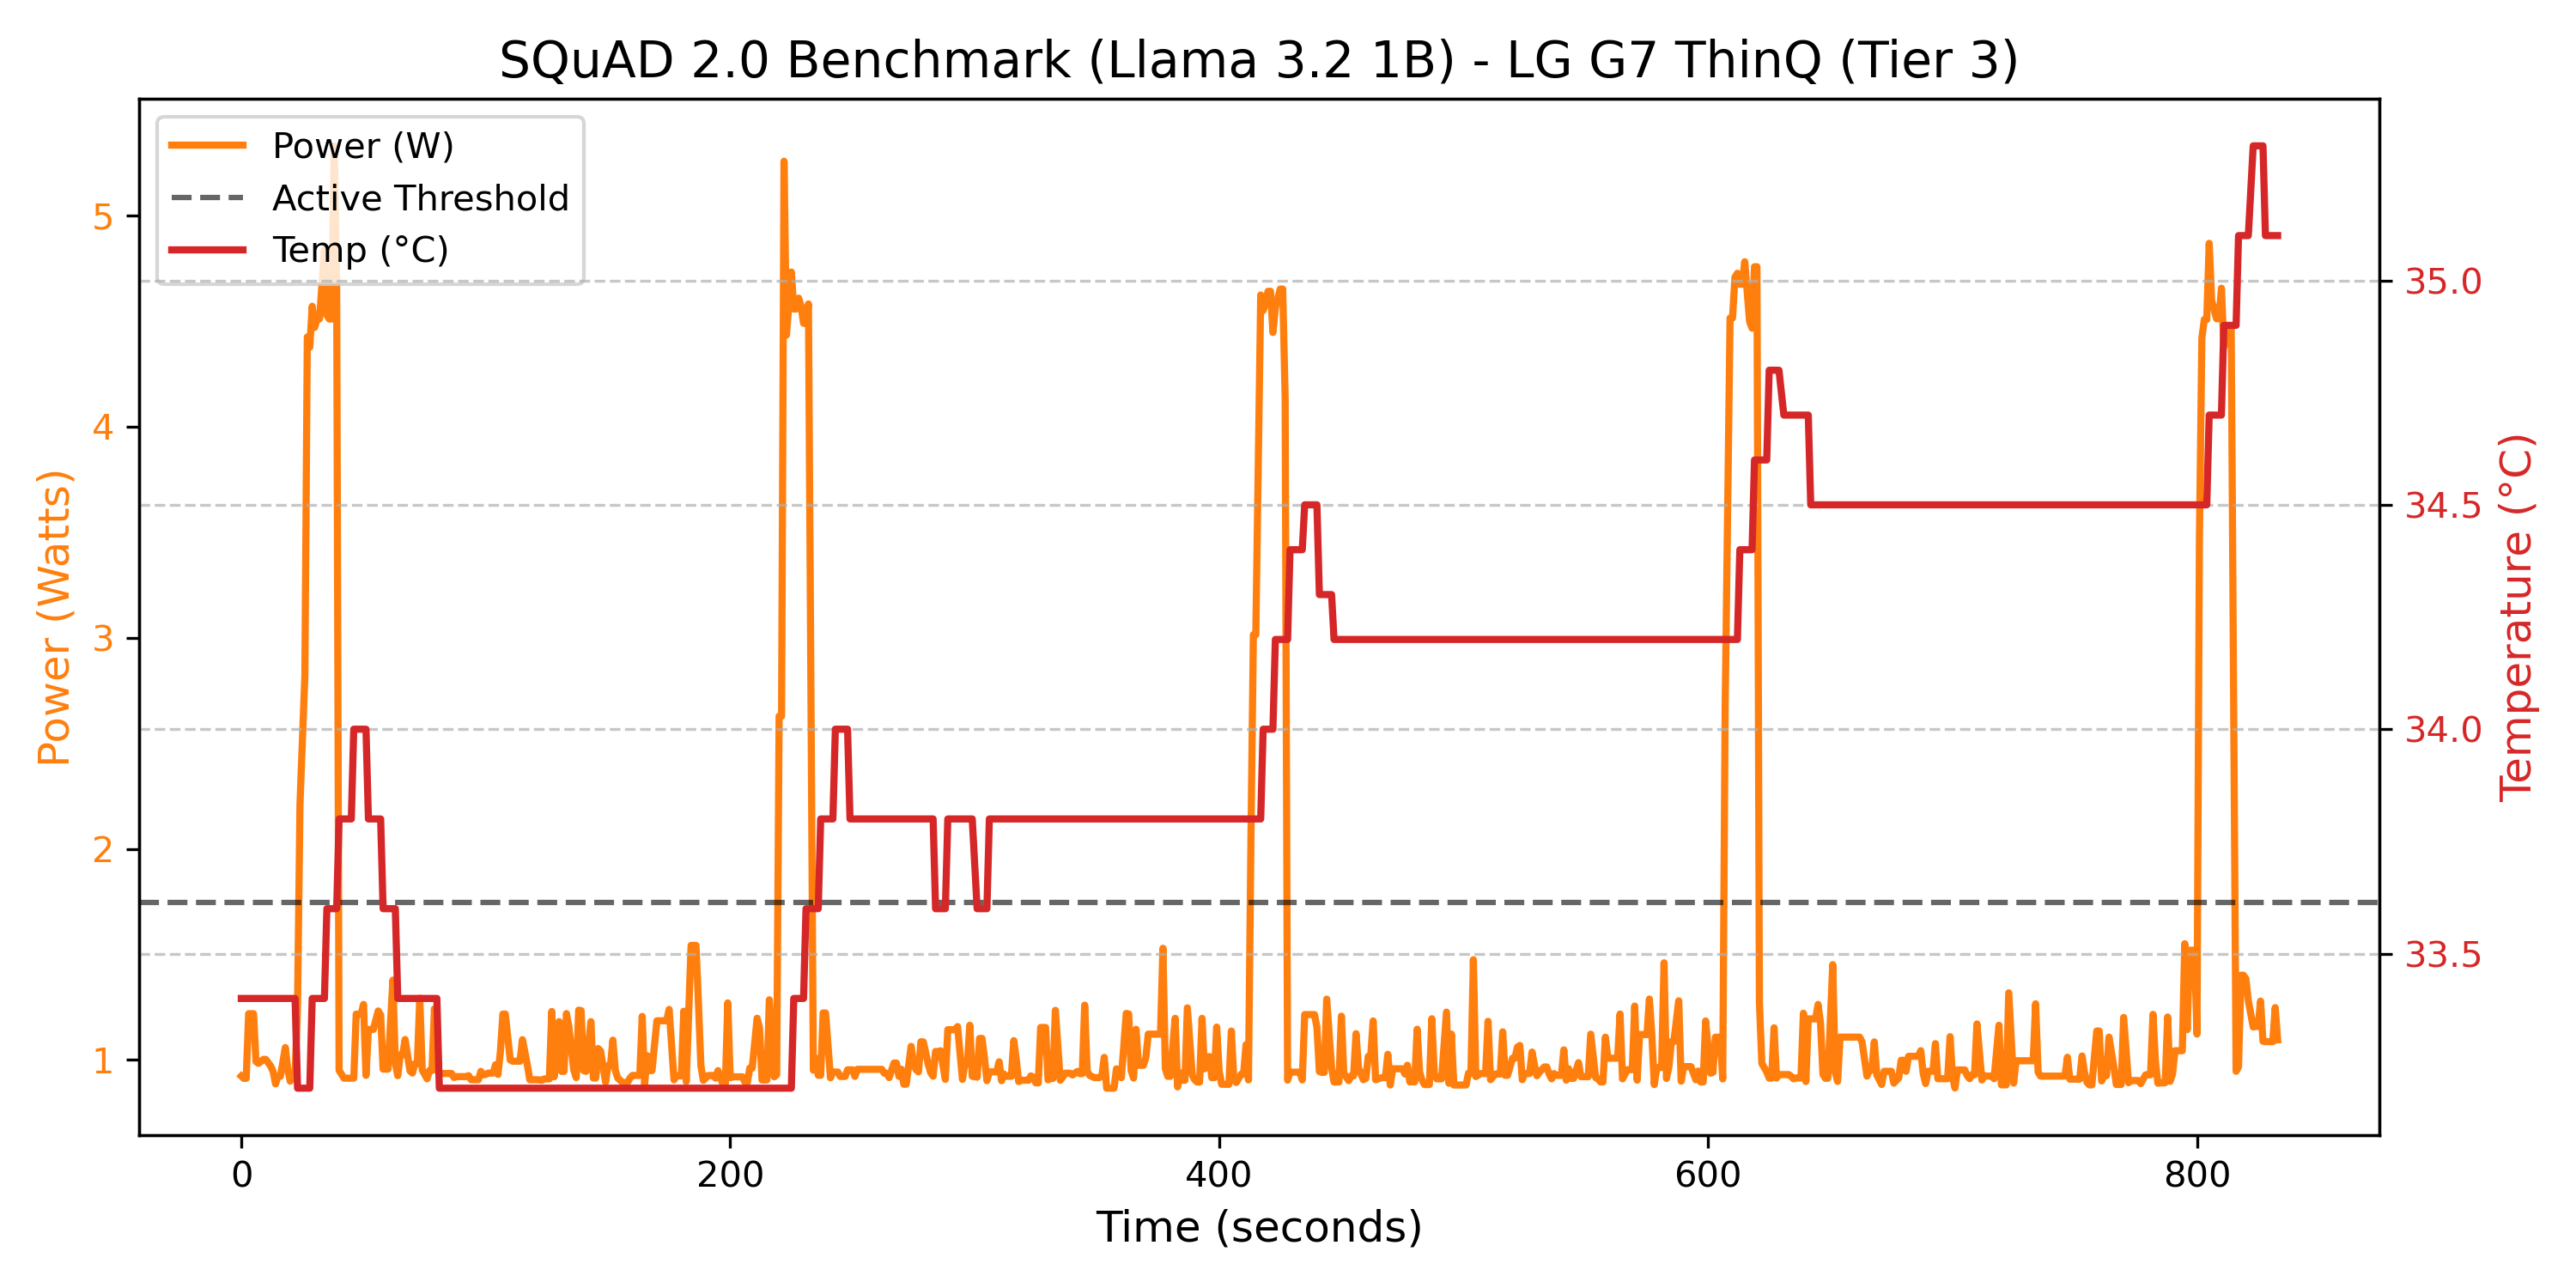 SQuAD 2.0 Benchmark (Llama 3.2 1B) - LG G7 ThinQ (Tier 3)
Power (W)
Active Threshold
Temp (°C)
5
4
3
2
1
Power (Watts)
35.0
34.5
34.0
33.5
Temperature (°C)
0
200
400
600
800
Time (seconds)